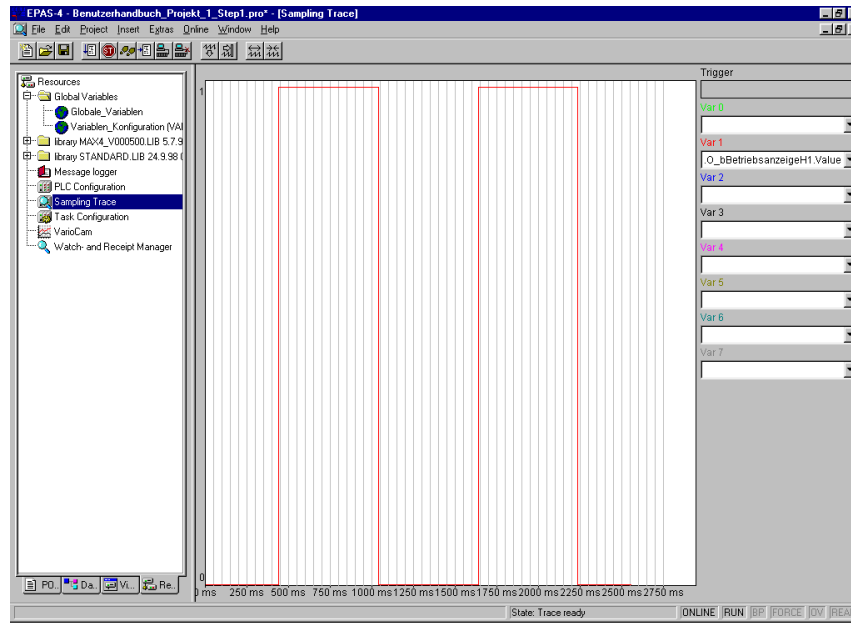 EPAS-4 - Benutzerhandbuch_Projekt_1_Step1.pro* - [Sampling Trace]
File Edit Project Insert Extras Online Window Help
Resources
Global Variables
Globale_Variablen
Variablen_Konfiguration (VAI
library MAX4_V000500.LIB 5.7.9
library STANDARD.LIB 24.9.98 (
Message logger
PLC Configuration
Sampling Trace
Task Configuration
VarioCam
Watch- and Receipt Manager
PO.. Da.. Vi... Re..
1
0
0 ms 250 ms 500 ms 750 ms 1000 ms 1250 ms 1500 ms 1750 ms 2000 ms 2250 ms 2500 ms 2750 ms
Trigger
Var 0
Var 1
.O_bBetriebsanzeigeH1.Value
Var 2
Var 3
Var 4
Var 5
Var 6
Var 7
State: Trace ready ONLINE RUN BP FORCE OV REA